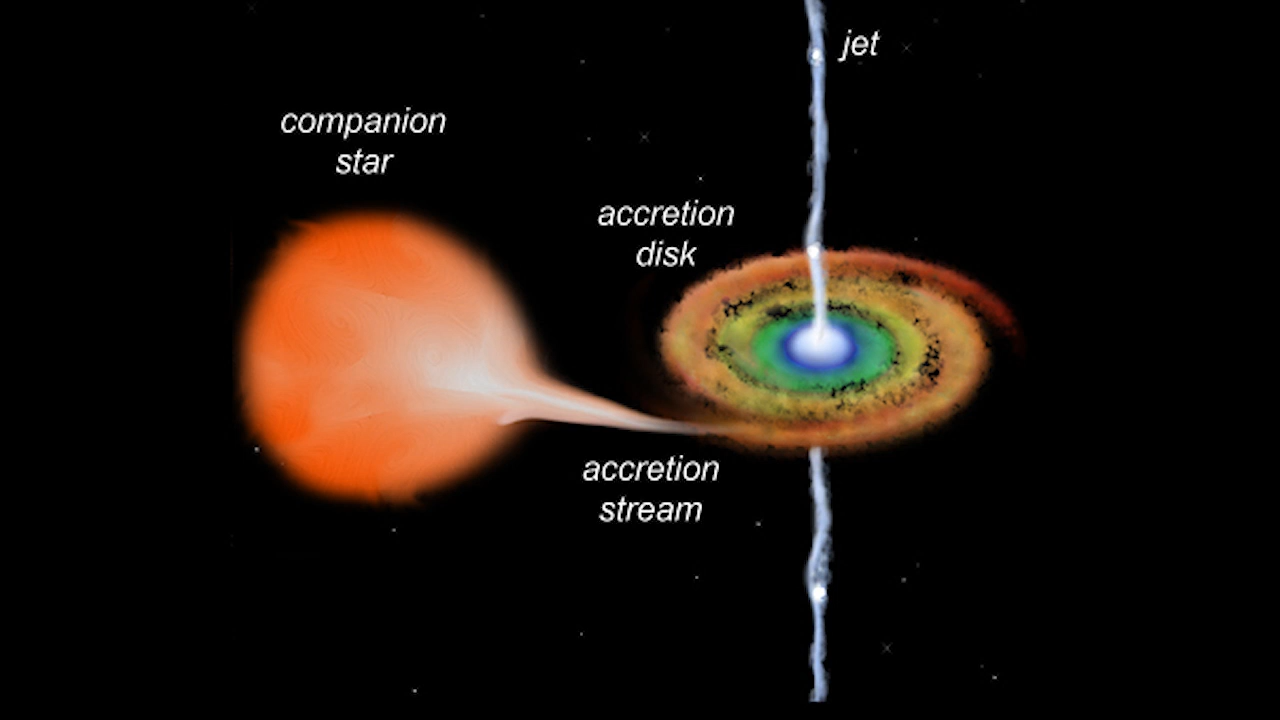 jet
companion
star
accretion
disk
accretion
stream